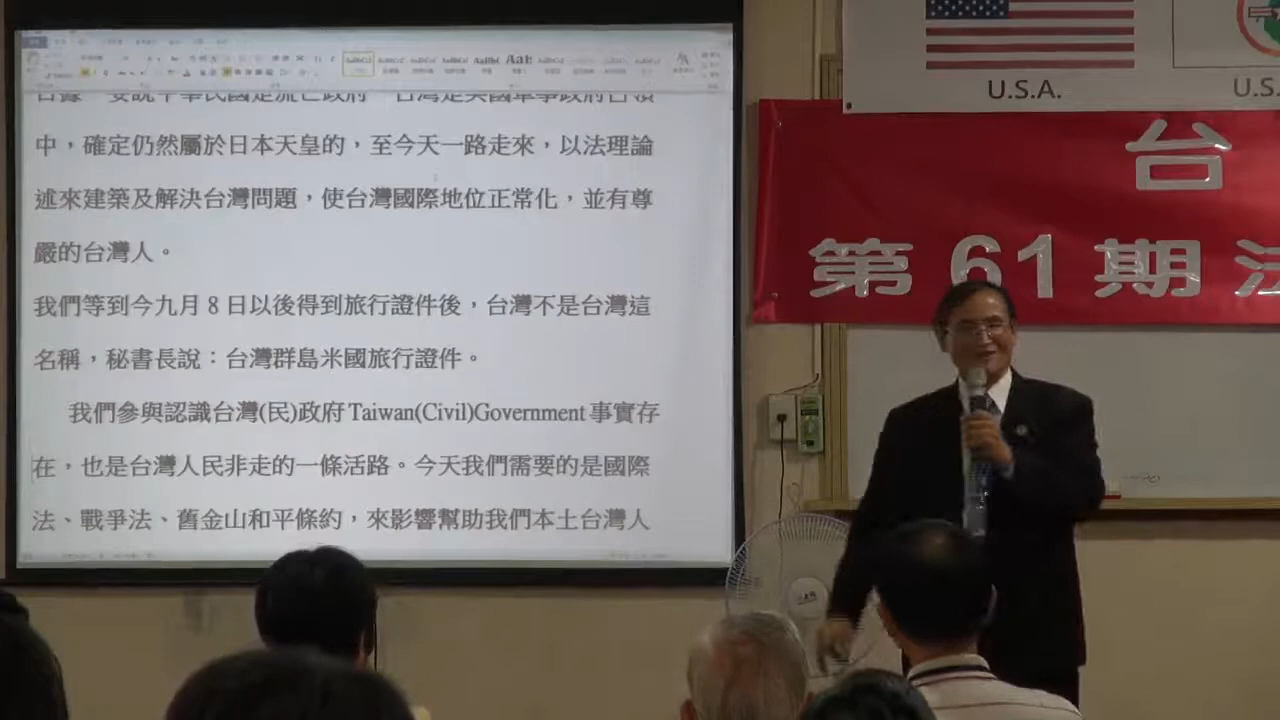 中，確定仍然屬於日本天皇的，至今天一路走來，以法理論
述來建築及解決台灣問題，使台灣國際地位正常化，並有尊
嚴的台灣人。
我們等到今九月 8 日以後得到旅行證件後，台灣不是台灣這
名稱，秘書長說：台灣群島米國旅行證件。
我們參與認識台灣(民)政府 Taiwan(Civil)Government 事實存
在，也是台灣人民非走的一條活路。今天我們需要的是國際
法、戰爭法、舊金山和平條約，來影響幫助我們本土台灣人
U.S.A.
U.S.
台
第 61 期